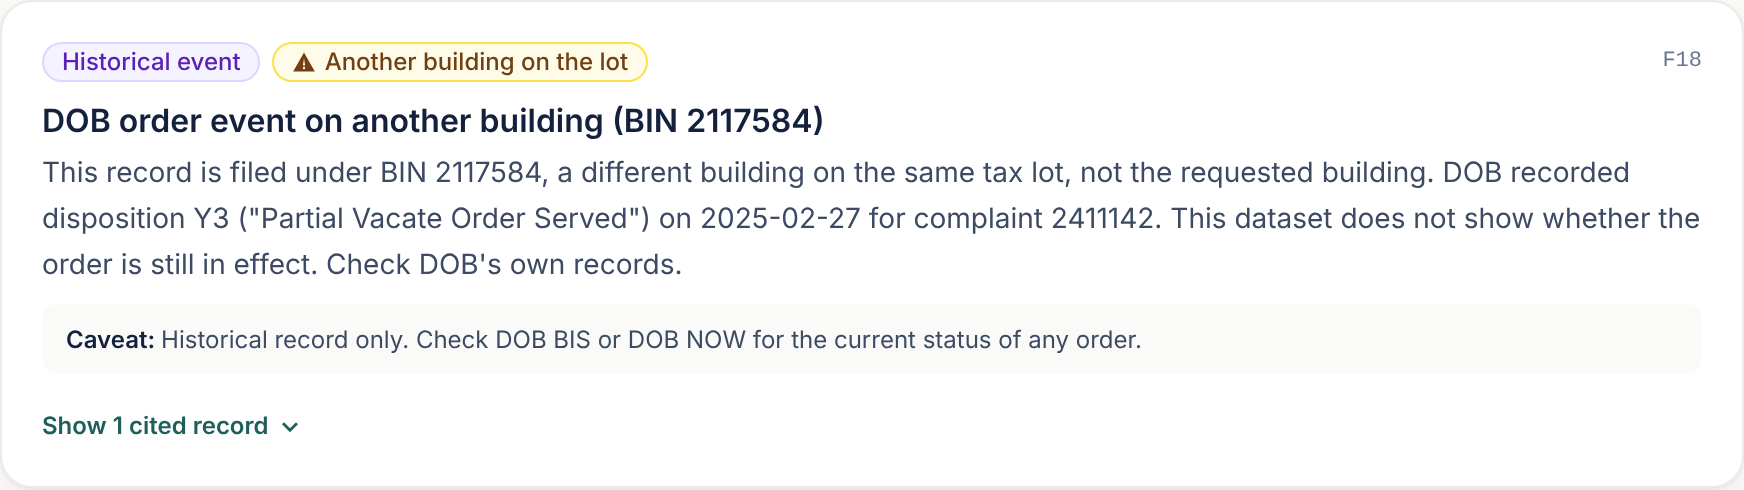 Historical event
Another building on the lot
F18
DOB order event on another building (BIN 2117584)
This record is filed under BIN 2117584, a different building on the same tax lot, not the requested building. DOB recorded
disposition Y3 ("Partial Vacate Order Served") on 2025-02-27 for complaint 2411142. This dataset does not show whether the
order is still in effect. Check DOB's own records.
Caveat: Historical record only. Check DOB BIS or DOB NOW for the current status of any order.
Show 1 cited record